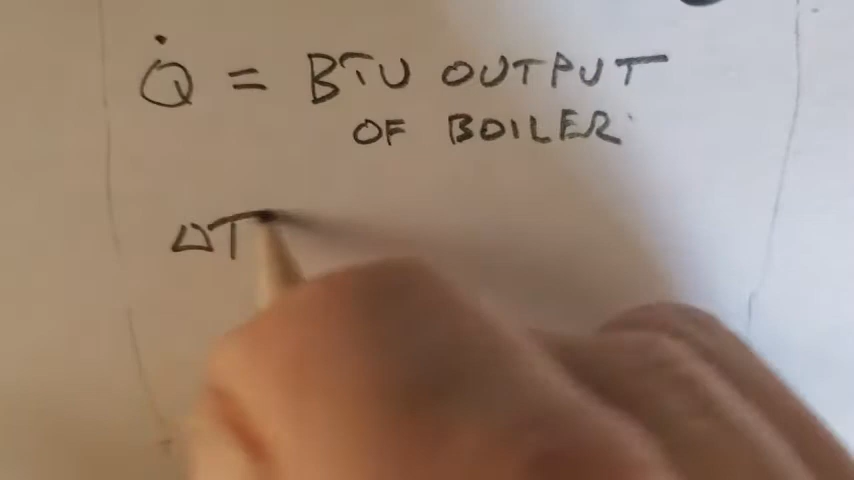 Q̇ = BTU OUTPUT
OF BOILER
ΔT